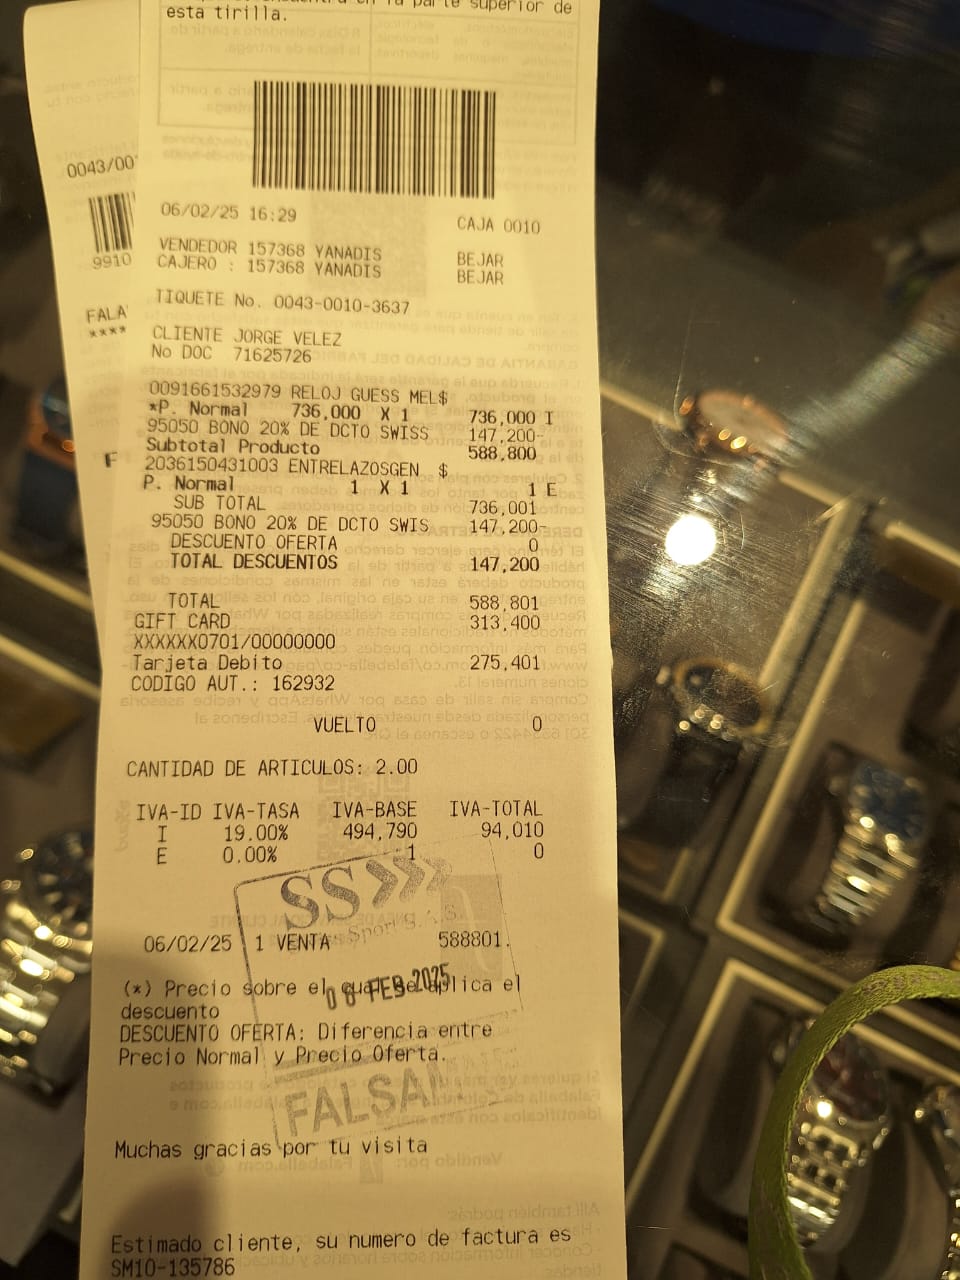 esta tirilla.
0043/00
9910
FALA
****
F
06/02/25 16:29 CAJA 0010
VENDEDOR 157368 YANADIS BEJAR
CAJERO : 157368 YANADIS BEJAR
TIQUETE No. 0043-0010-3637
CLIENTE JORGE VELEZ
No DOC 71625726
0091661532979 RELOJ GUESS MEL$
*P. Normal 736,000 X 1 736,000 I
95050 BONO 20% DE DCTO SWISS 147,200-
Subtotal Producto 588,800
2036150431003 ENTRELAZOSGEN $
P. Normal 1 X 1 1 E
SUB TOTAL 736,001
95050 BONO 20% DE DCTO SWIS 147,200-
DESCUENTO OFERTA 0
TOTAL DESCUENTOS 147,200
TOTAL 588,801
GIFT CARD 313,400
XXXXXX0701/00000000
Tarjeta Debito 275,401
CODIGO AUT.: 162932
VUELTO 0
CANTIDAD DE ARTICULOS: 2.00
IVA-ID IVA-TASA IVA-BASE IVA-TOTAL
I 19.00% 494,790 94,010
E 0.00% 1 0
SS
Sport S.A.S.
06/02/25 1 VENTA 588801.
(*) Precio sobre el cual se aplica el
descuento
06 FEB 2025
DESCUENTO OFERTA: Diferencia entre
Precio Normal y Precio Oferta.
Muchas gracias por tu visita
Estimado cliente, su numero de factura es
SM10-135786